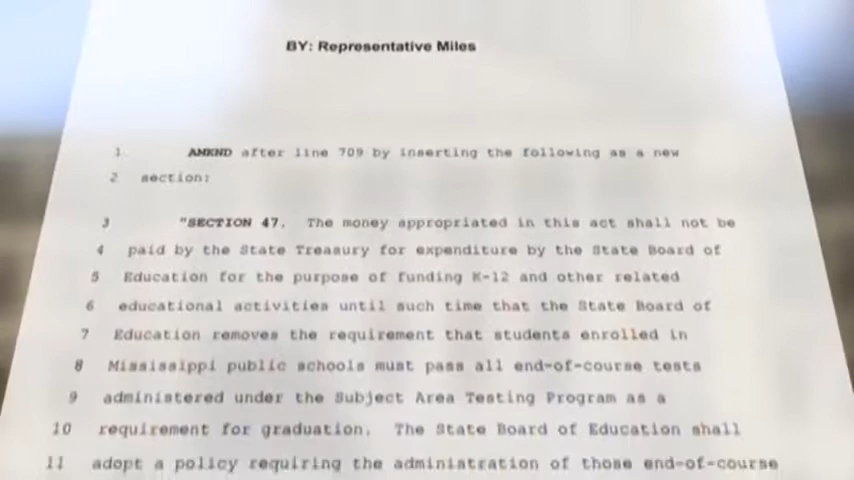 BY: Representative Miles
1 AMEND after line 709 by inserting the following as a new
2 section:
3 "SECTION 47. The money appropriated in this act shall not be
4 paid by the State Treasury for expenditure by the State Board of
5 Education for the purpose of funding K-12 and other related
6 educational activities until such time that the State Board of
7 Education removes the requirement that students enrolled in
8 Mississippi public schools must pass all end-of-course tests
9 administered under the Subject Area Testing Program as a
10 requirement for graduation. The State Board of Education shall
11 adopt a policy requiring the administration of those end-of-course